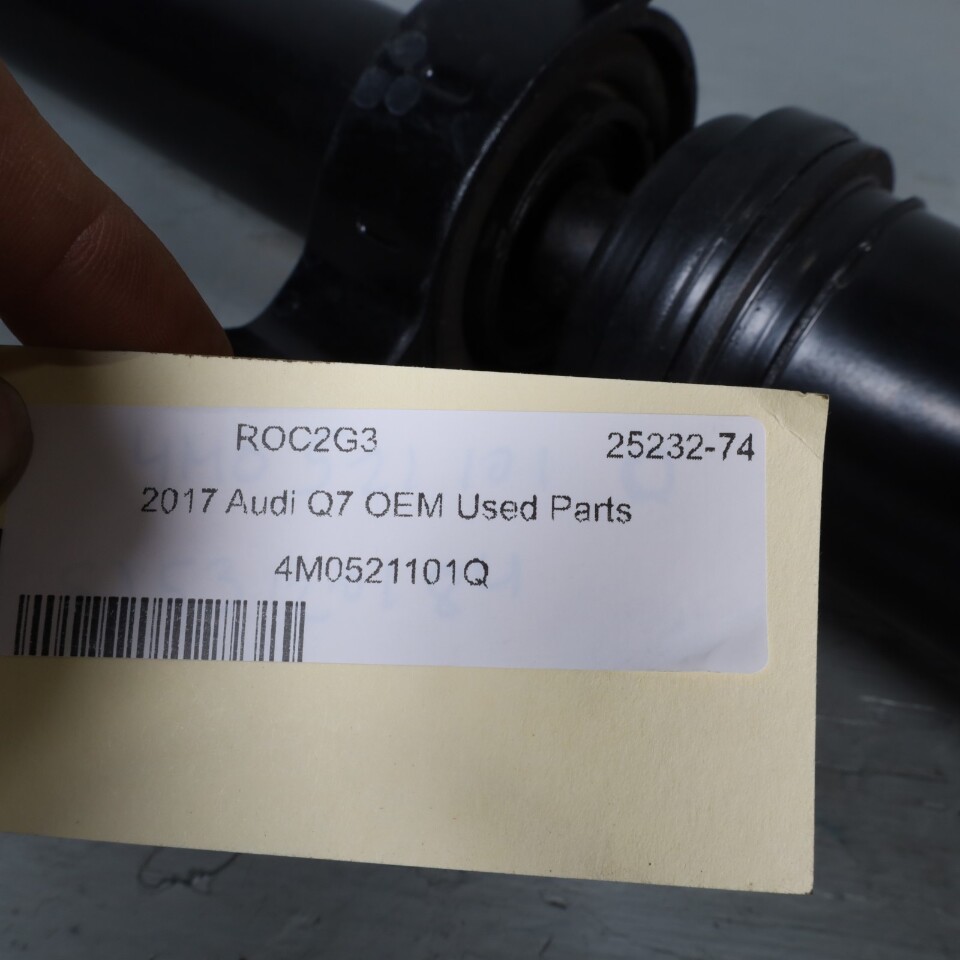 ROC2G3 25232-74
2017 Audi Q7 OEM Used Parts
4M0521101Q